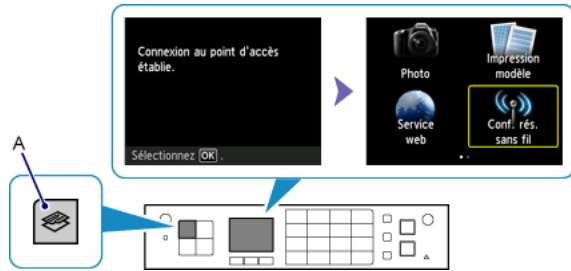 Connexion au point d'accès
établie.
Sélectionnez OK .
Photo
Impression
modèle
Service
web
Conf. rés.
sans fil
A